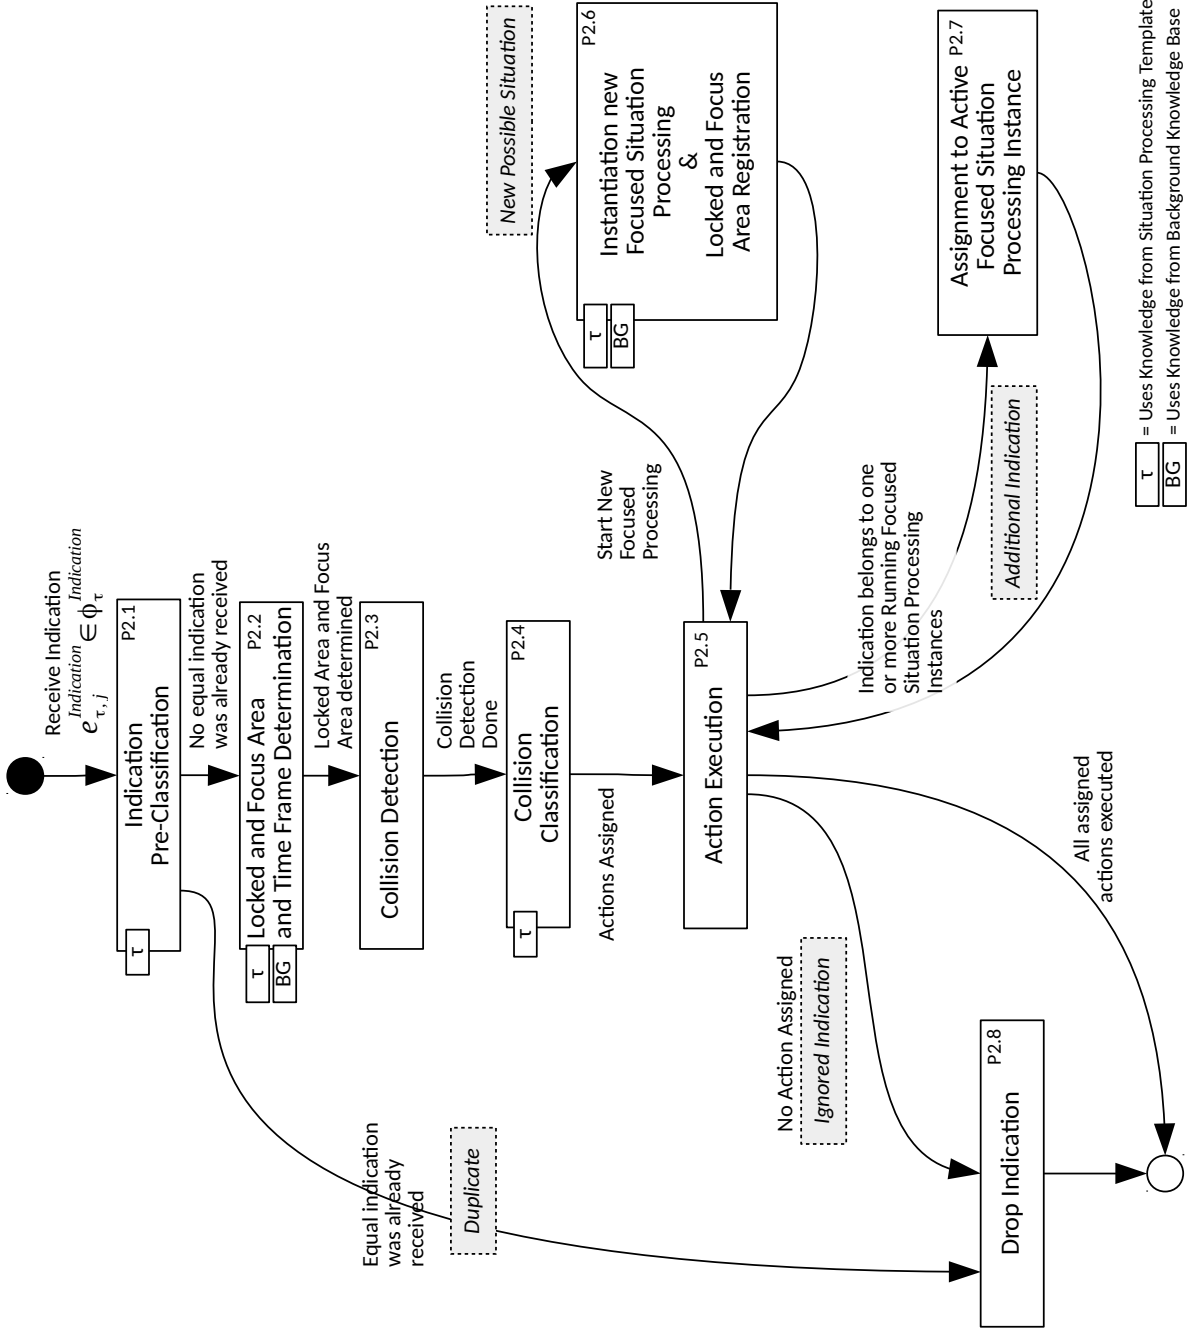 Receive Indication
e τ, j Indication ∈ ϕ τ Indication
P2.1
Indication
Pre-Classification
τ
No equal indication
was already received
P2.2
Locked and Focus Area
and Time Frame Determination
τ
BG
Locked Area and Focus
Area determined
P2.3
Collision Detection
Collision
Detection
Done
P2.4
Collision
Classification
τ
Actions Assigned
P2.5
Action Execution
Start New
Focused
Processing
New Possible Situation
P2.6
Instantiation new
Focused Situation
Processing
&
Locked and Focus
Area Registration
τ
BG
Indication belongs to one
or more Running Focused
Situation Processing
Instances
Additional Indication
P2.7
Assignment to Active
Focused Situation
Processing Instance
Equal indication
was already
received
Duplicate
No Action Assigned
Ignored Indication
P2.8
Drop Indication
All assigned
actions executed
τ = Uses Knowledge from Situation Processing Template
BG = Uses Knowledge from Background Knowledge Base